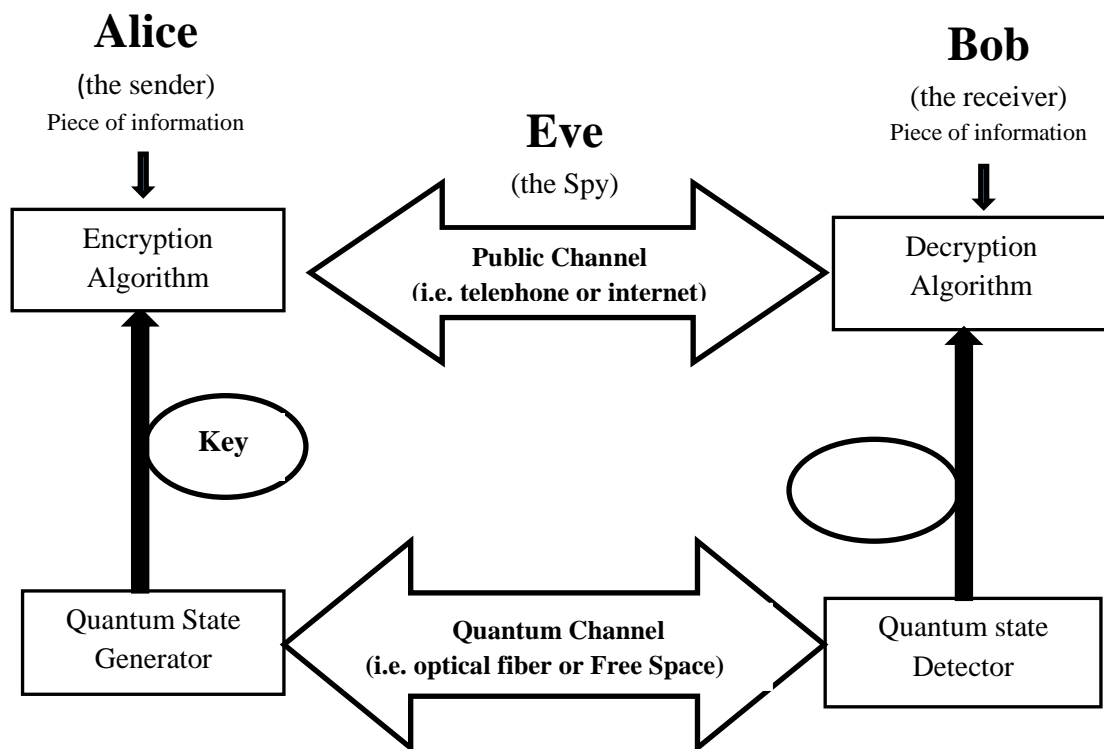 Alice
(the sender)
Piece of information
Encryption
Algorithm
Eve
(the Spy)
Public Channel
(i.e. telephone or internet)
Bob
(the receiver)
Piece of information
Decryption
Algorithm
Key
Quantum State
Generator
Quantum Channel
(i.e. optical fiber or Free Space)
Quantum state
Detector